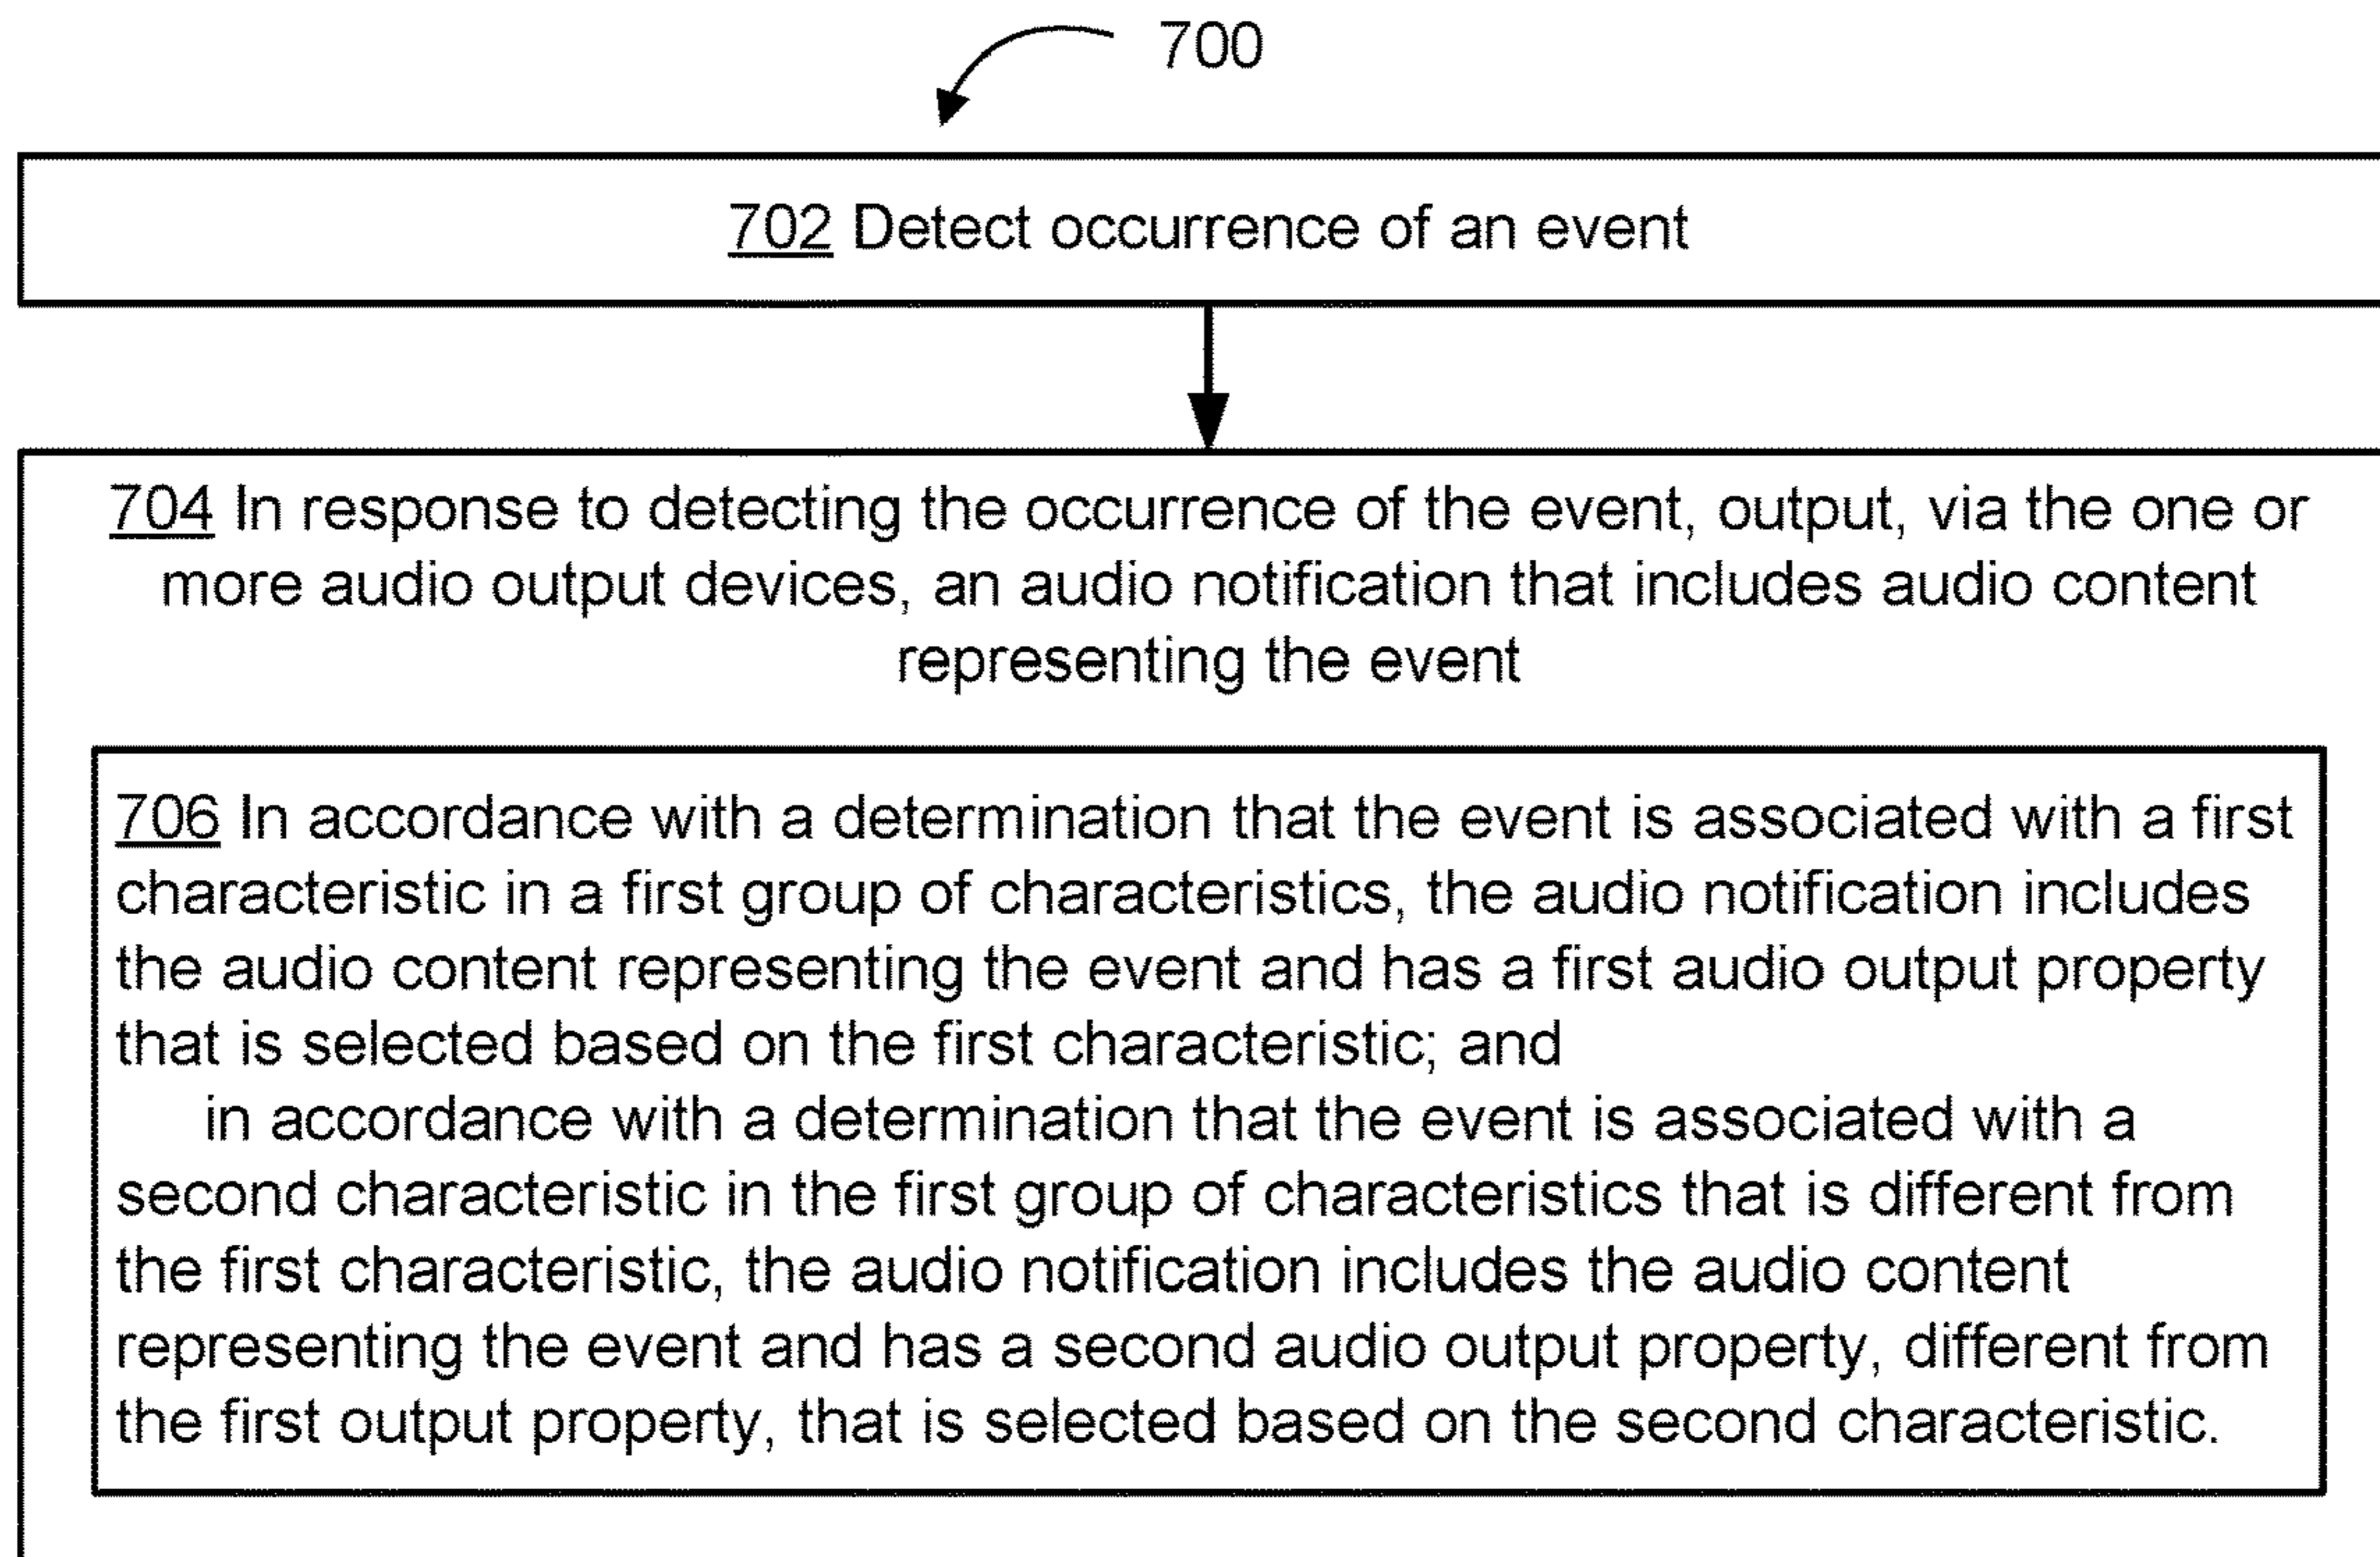 700
702 Detect occurrence of an event
704 In response to detecting the occurrence of the event, output, via the one or
more audio output devices, an audio notification that includes audio content
representing the event
706 In accordance with a determination that the event is associated with a first
characteristic in a first group of characteristics, the audio notification includes
the audio content representing the event and has a first audio output property
that is selected based on the first characteristic; and
in accordance with a determination that the event is associated with a
second characteristic in the first group of characteristics that is different from
the first characteristic, the audio notification includes the audio content
representing the event and has a second audio output property, different from
the first output property, that is selected based on the second characteristic.